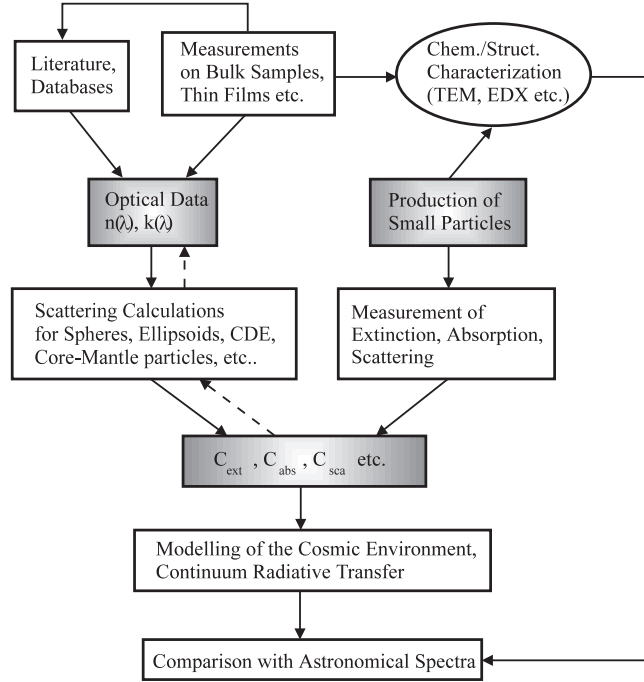 Literature,
Databases
Measurements
on Bulk Samples,
Thin Films etc.
Chem./Struct.
Characterization
(TEM, EDX etc.)
Optical Data
n(λ), k(λ)
Production of
Small Particles
Scattering Calculations
for Spheres, Ellipsoids, CDE,
Core-Mantle particles, etc..
Measurement of
Extinction, Absorption,
Scattering
C_ext , C_abs , C_sca etc.
Modelling of the Cosmic Environment,
Continuum Radiative Transfer
Comparison with Astronomical Spectra